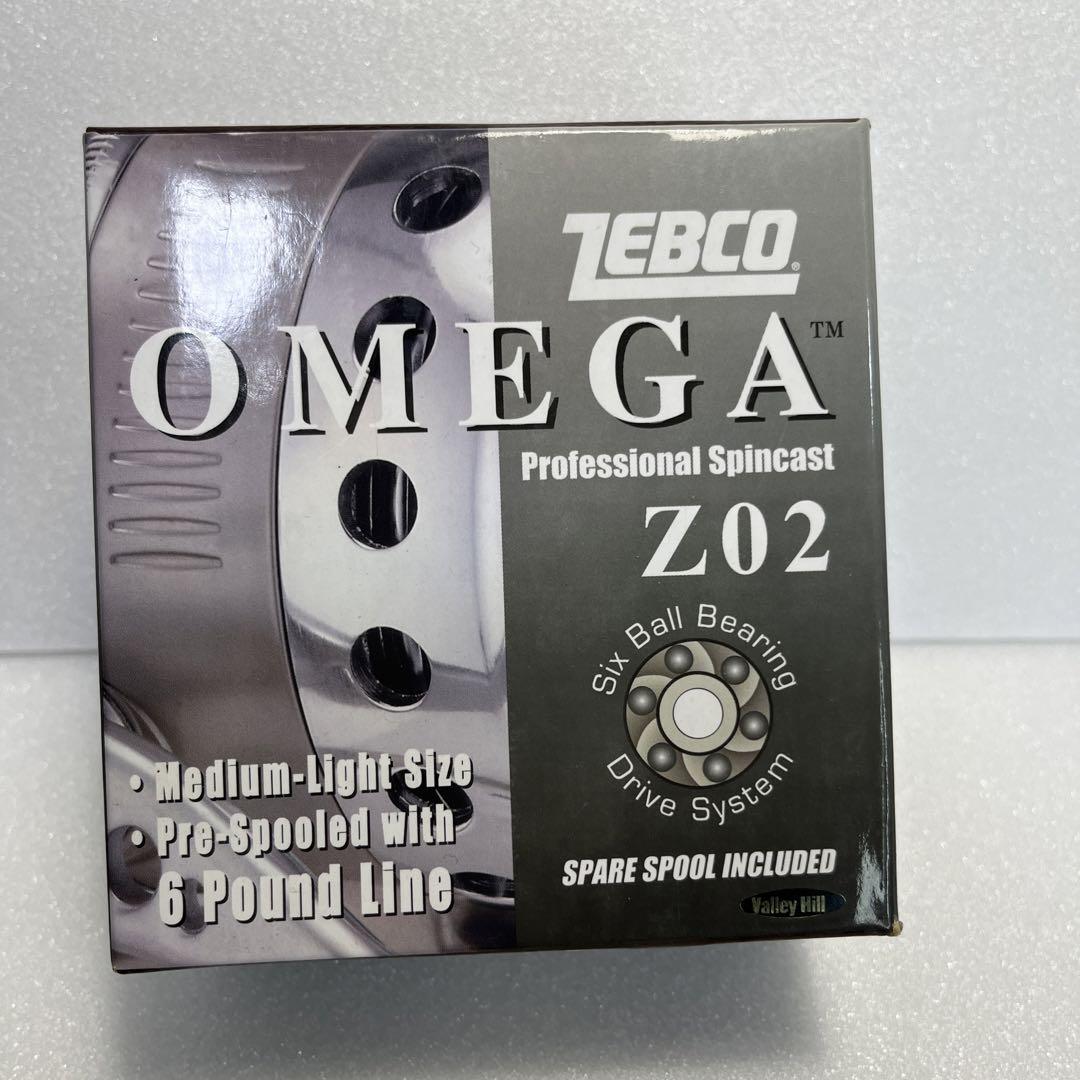 ZEBCO®
OMEGA™
Professional Spincast
Z02
Six Ball Bearing
Drive System
• Medium-Light Size
• Pre-Spooled with
6 Pound Line
SPARE SPOOL INCLUDED
Valley Hill